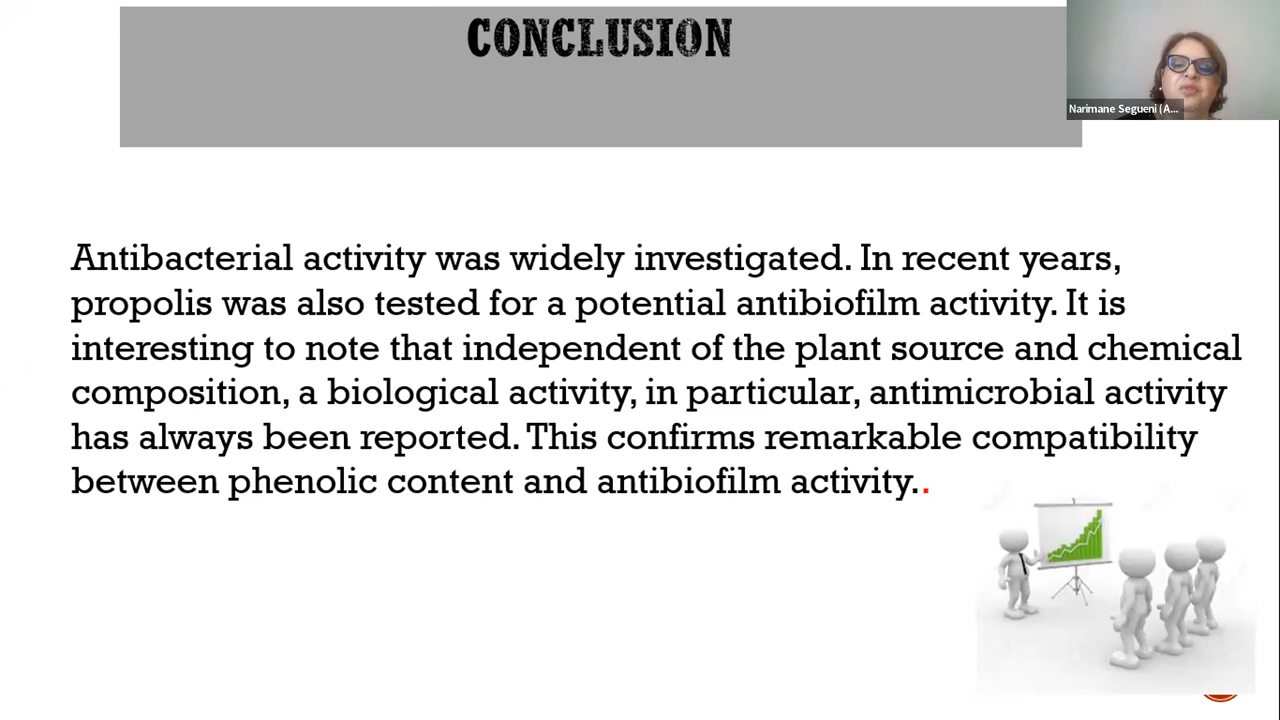 CONCLUSION
Narimane Segueni (A...
Antibacterial activity was widely investigated. In recent years,
propolis was also tested for a potential antibiofilm activity. It is
interesting to note that independent of the plant source and chemical
composition, a biological activity, in particular, antimicrobial activity
has always been reported. This confirms remarkable compatibility
between phenolic content and antibiofilm activity..